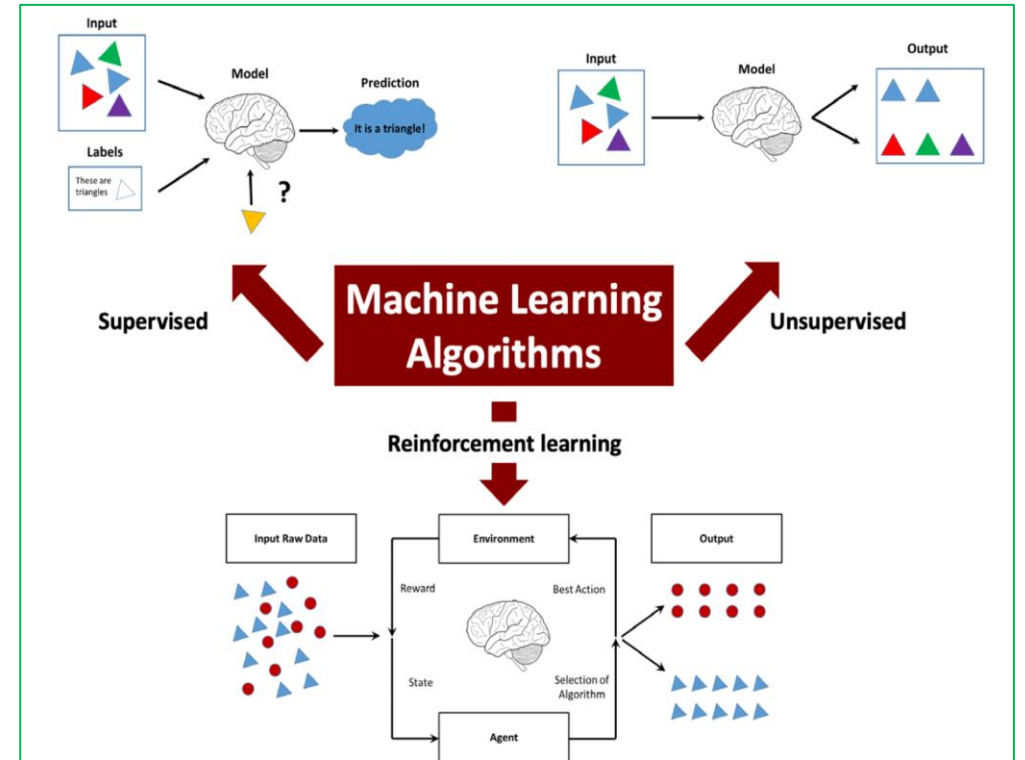 Input
Model
Prediction
It is a triangle!
Labels
These are
triangles
?
Input
Model
Output
Supervised
Machine Learning
Algorithms
Unsupervised
Reinforcement learning
Input Raw Data
Environment
Output
Reward
Best Action
State
Selection of
Algorithm
Agent